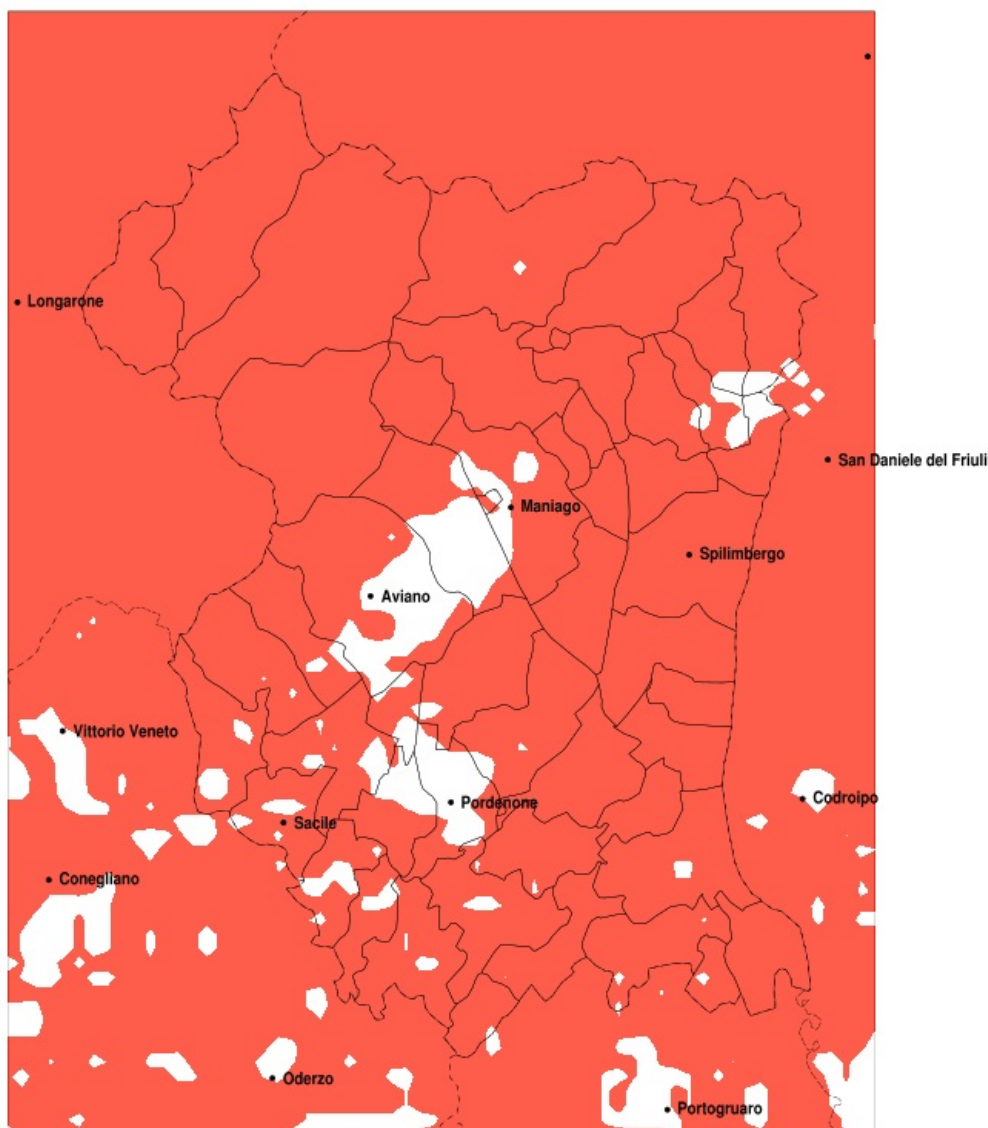 Longarone
San Daniele del Friuli
Maniago
Spilimbergo
Aviano
Vittorio Veneto
Codroipo
Pordenone
Sacile
Conegliano
Oderzo
Portogruaro